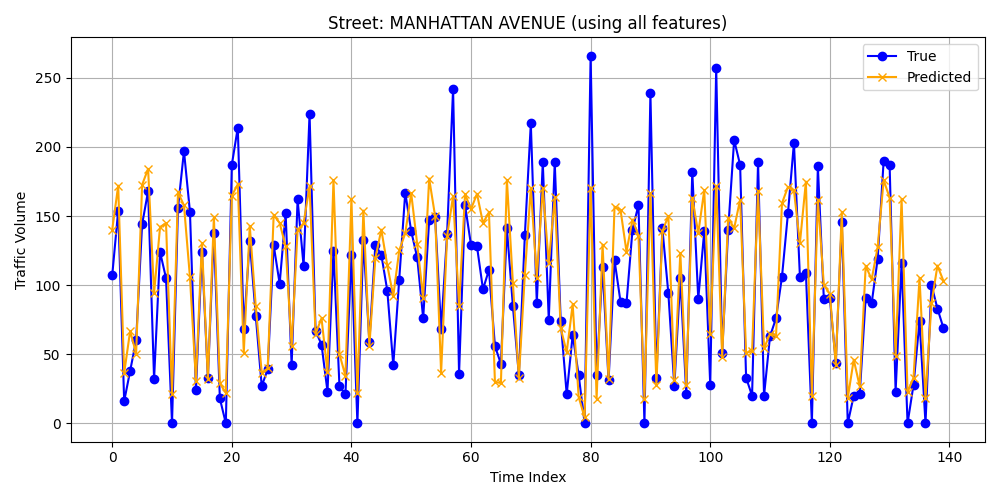 Street: MANHATTAN AVENUE (using all features)
True
Predicted
Traffic Volume
250
200
150
100
50
0
0 20 40 60 80 100 120 140
Time Index